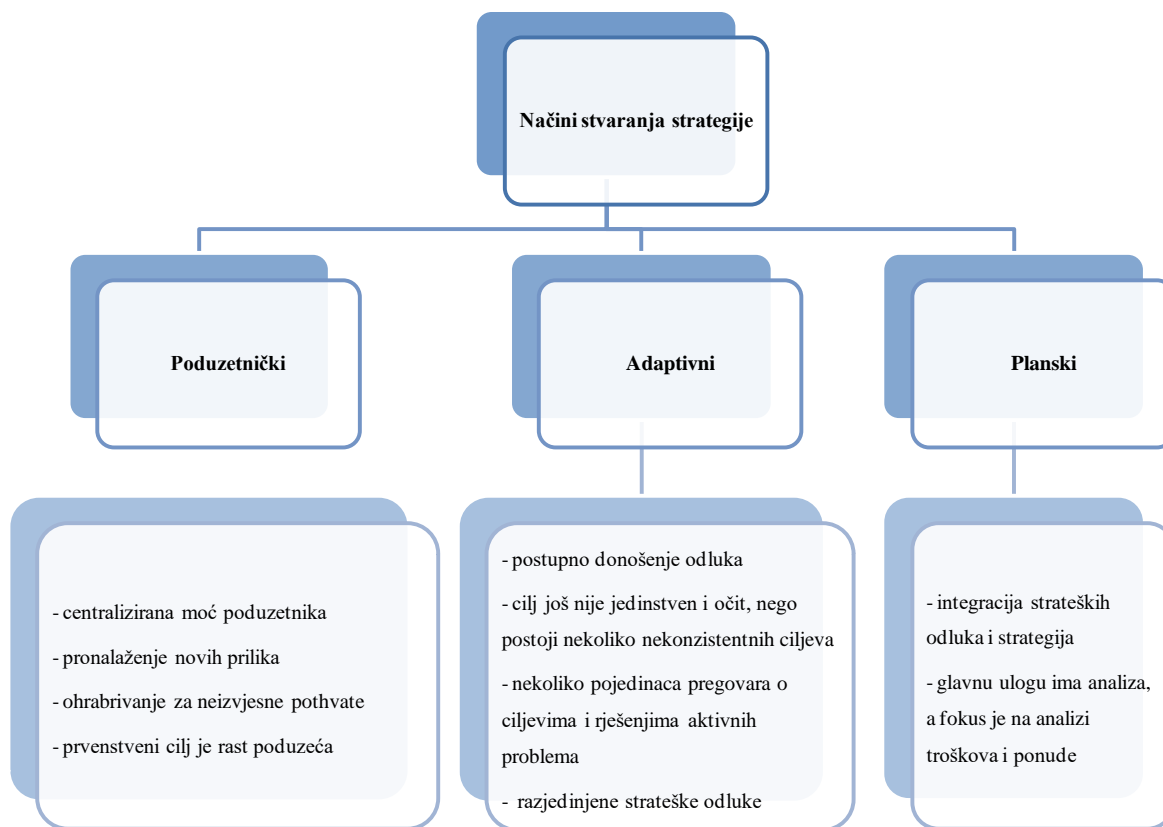 Načini stvaranja strategije
Poduzetnički
Adaptivni
Planski
- centralizirana moć poduzetnika
- pronalaženje novih prilika
- ohrabrivanje za neizvjesne pothvate
- prvenstveni cilj je rast poduzeća
- postupno donošenje odluka
- cilj još nije jedinstven i očit, nego
postoji nekoliko nekonzistentnih ciljeva
- nekoliko pojedinaca pregovara o
ciljevima i rješenjima aktivnih
problema
- razjedinjene strateške odluke
- integracija strateških
odluka i strategija
- glavnu ulogu ima analiza,
a fokus je na analizi
troškova i ponude